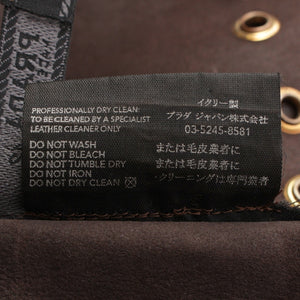 PROFESSIONALLY DRY CLEAN:
TO BE CLEANED BY A SPECIALIST
LEATHER CLEANER ONLY
DO NOT WASH
DO NOT BLEACH
DO NOT TUMBLE DRY
DO NOT IRON
DO NOT DRY CLEAN
イタリー製
プラダ ジャパン株式会社
03-5245-8581
または毛皮業者に
または毛皮業者に
クリーニングは専門業者